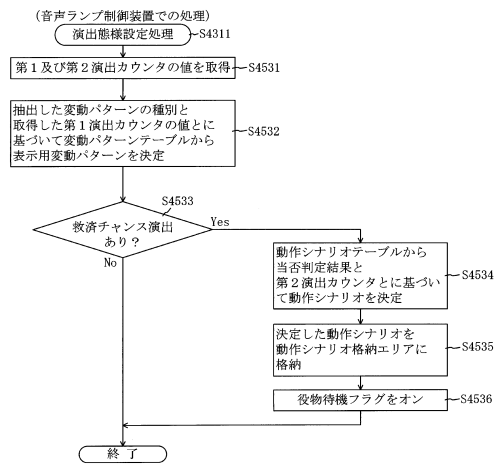 (音声ランプ制御装置での処理)
演出態様設定処理
S4311
第1及び第2演出カウンタの値を取得
S4531
抽出した変動パターンの種別と
取得した第1演出カウンタの値とに
基づいて変動パターンテーブルから
表示用変動パターンを決定
S4532
S4533
救済チャンス演出
あり?
Yes
No
動作シナリオテーブルから
当否判定結果と
第2演出カウンタとに基づい
て動作シナリオを決定
S4534
決定した動作シナリオを
動作シナリオ格納エリアに
格納
S4535
役物待機フラグをオン
S4536
終了